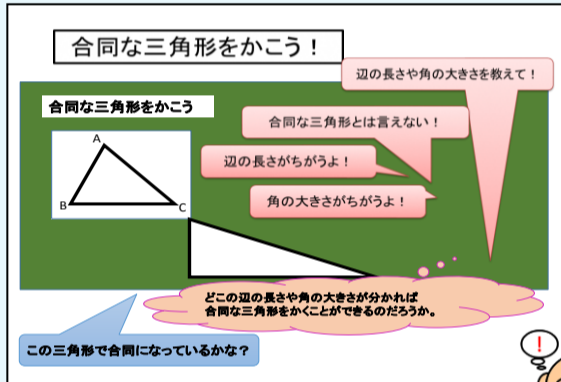 合同な三角形をかこう！
辺の長さや角の大きさを教えて！
合同な三角形をかこう
合同な三角形とは言えない！
A
辺の長さがちがうよ！
角の大きさがちがうよ！
B
C
どこの辺の長さや角の大きさが分かれば
合同な三角形をかくことができるのだろうか。
この三角形で合同になっているかな？
！